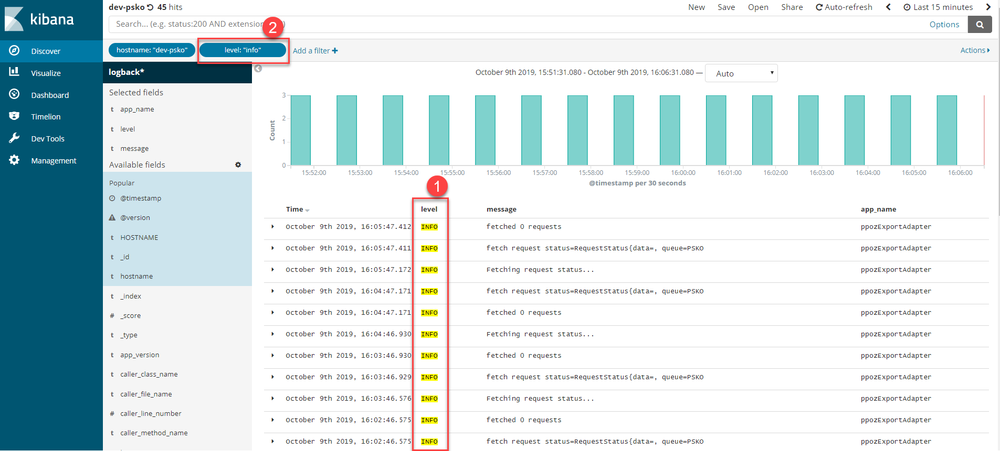 kibana
Discover
Visualize
Dashboard
Timelion
Dev Tools
Management
dev-psko 45 hits
New Save Open Share Auto-refresh Last 15 minutes
Search... (e.g. status:200 AND extension )
Options
2
hostname: "dev-psko" level: "info" Add a filter
Actions
logback*
Selected fields
t app_name
t level
t message
Available fields
Popular
@timestamp
@version
t HOSTNAME
t _id
t hostname
t _index
# _score
t _type
t app_version
t caller_class_name
t caller_file_name
# caller_line_number
t caller_method_name
October 9th 2019, 15:51:31.080 - October 9th 2019, 16:06:31.080 — Auto
Count
3
2
1
0
15:52:00 15:53:00 15:54:00 15:55:00 15:56:00 15:57:00 15:58:00 15:59:00 16:00:00 16:01:00 16:02:00 16:03:00 16:04:00 16:05:00 16:06:00
@timestamp per 30 seconds
1
Time level message app_name
October 9th 2019, 16:05:47.412 INFO fetched 0 requests ppozExportAdapter
October 9th 2019, 16:05:47.411 INFO fetch request status=RequestStatus{data=, queue=PSKO ppozExportAdapter
October 9th 2019, 16:05:47.172 INFO Fetching request status... ppozExportAdapter
October 9th 2019, 16:04:47.171 INFO fetch request status=RequestStatus{data=, queue=PSKO ppozExportAdapter
October 9th 2019, 16:04:47.171 INFO fetched 0 requests ppozExportAdapter
October 9th 2019, 16:04:46.930 INFO Fetching request status... ppozExportAdapter
October 9th 2019, 16:03:46.930 INFO fetched 0 requests ppozExportAdapter
October 9th 2019, 16:03:46.929 INFO fetch request status=RequestStatus{data=, queue=PSKO ppozExportAdapter
October 9th 2019, 16:03:46.576 INFO Fetching request status... ppozExportAdapter
October 9th 2019, 16:02:46.575 INFO fetched 0 requests ppozExportAdapter
October 9th 2019, 16:02:46.575 INFO fetch request status=RequestStatus{data=, queue=PSKO ppozExportAdapter